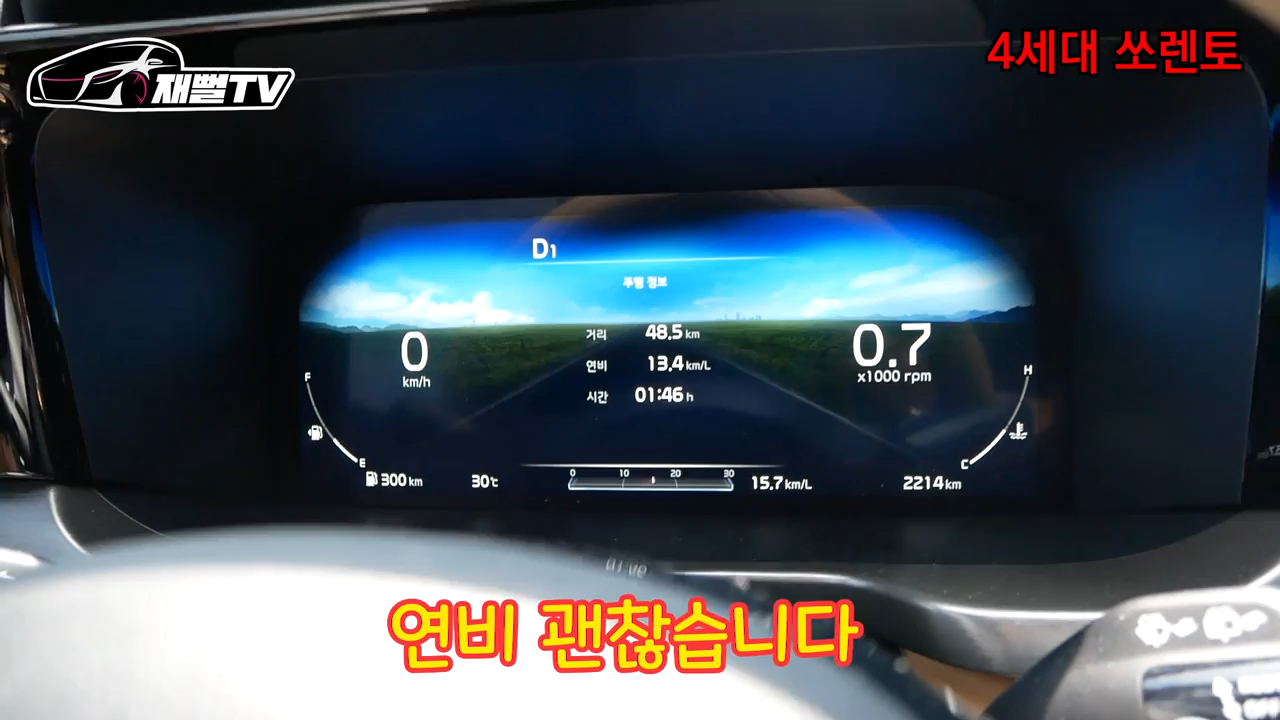 재뻘TV
4세대 쏘렌토
D1
주행 정보
거리 48.5 km
연비 13.4 km/L
시간 01:46 h
0
km/h
0.7
x1000 rpm
F
E
H
C
300 km
30℃
0 10 20 30
15.7 km/L
2214 km
연비 괜찮습니다